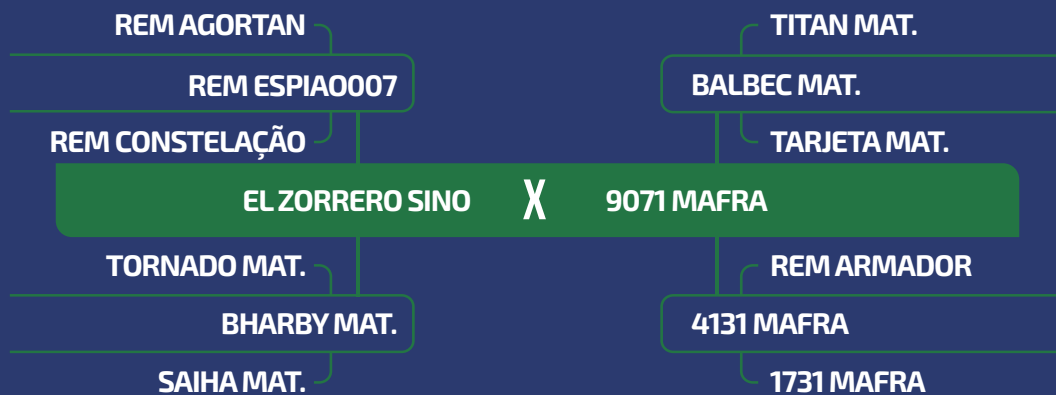 REM AGORTAN
TITAN MAT.
REM ESPIAO007
BALBEC MAT.
REM CONSTELAÇÃO
TARJETA MAT.
EL ZORRERO SINO X 9071 MAFRA
TORNADO MAT.
REM ARMADOR
BHARBY MAT.
4131 MAFRA
SAIHA MAT.
1731 MAFRA